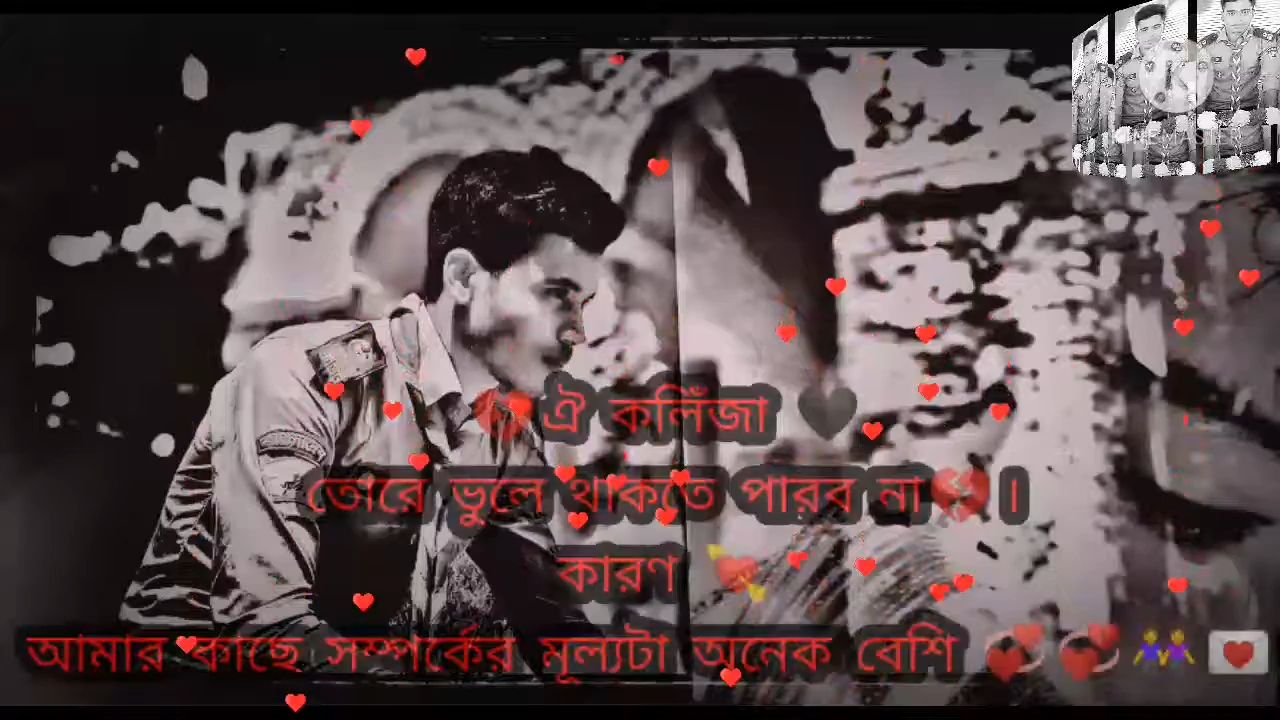 ❤️ঐ কলিঁজা 🖤
তোরে ভুলে থাকতে পারব না💔।
কারণ 💘
আমার কাছে সম্পর্কের মূল্যটা অনেক বেশি 💞💞👭💌